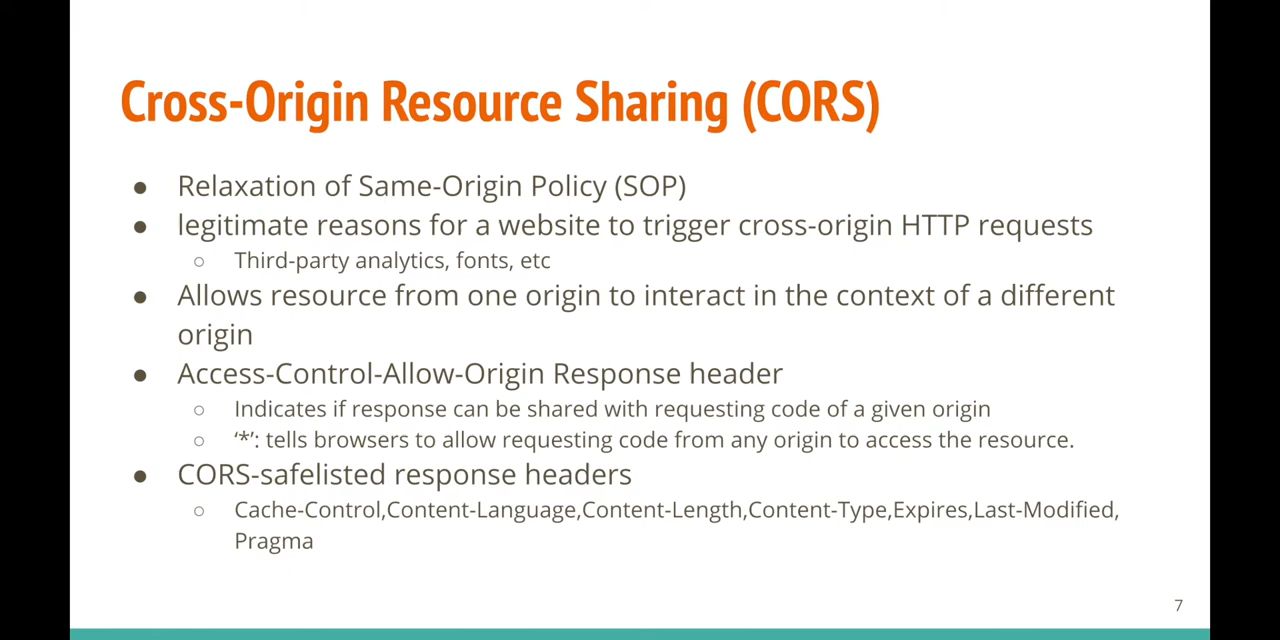 Cross-Origin Resource Sharing (CORS)
● Relaxation of Same-Origin Policy (SOP)
● legitimate reasons for a website to trigger cross-origin HTTP requests
○ Third-party analytics, fonts, etc
● Allows resource from one origin to interact in the context of a different
origin
● Access-Control-Allow-Origin Response header
○ Indicates if response can be shared with requesting code of a given origin
○ ‘*’: tells browsers to allow requesting code from any origin to access the resource.
● CORS-safelisted response headers
○ Cache-Control,Content-Language,Content-Length,Content-Type,Expires,Last-Modified,
Pragma
7